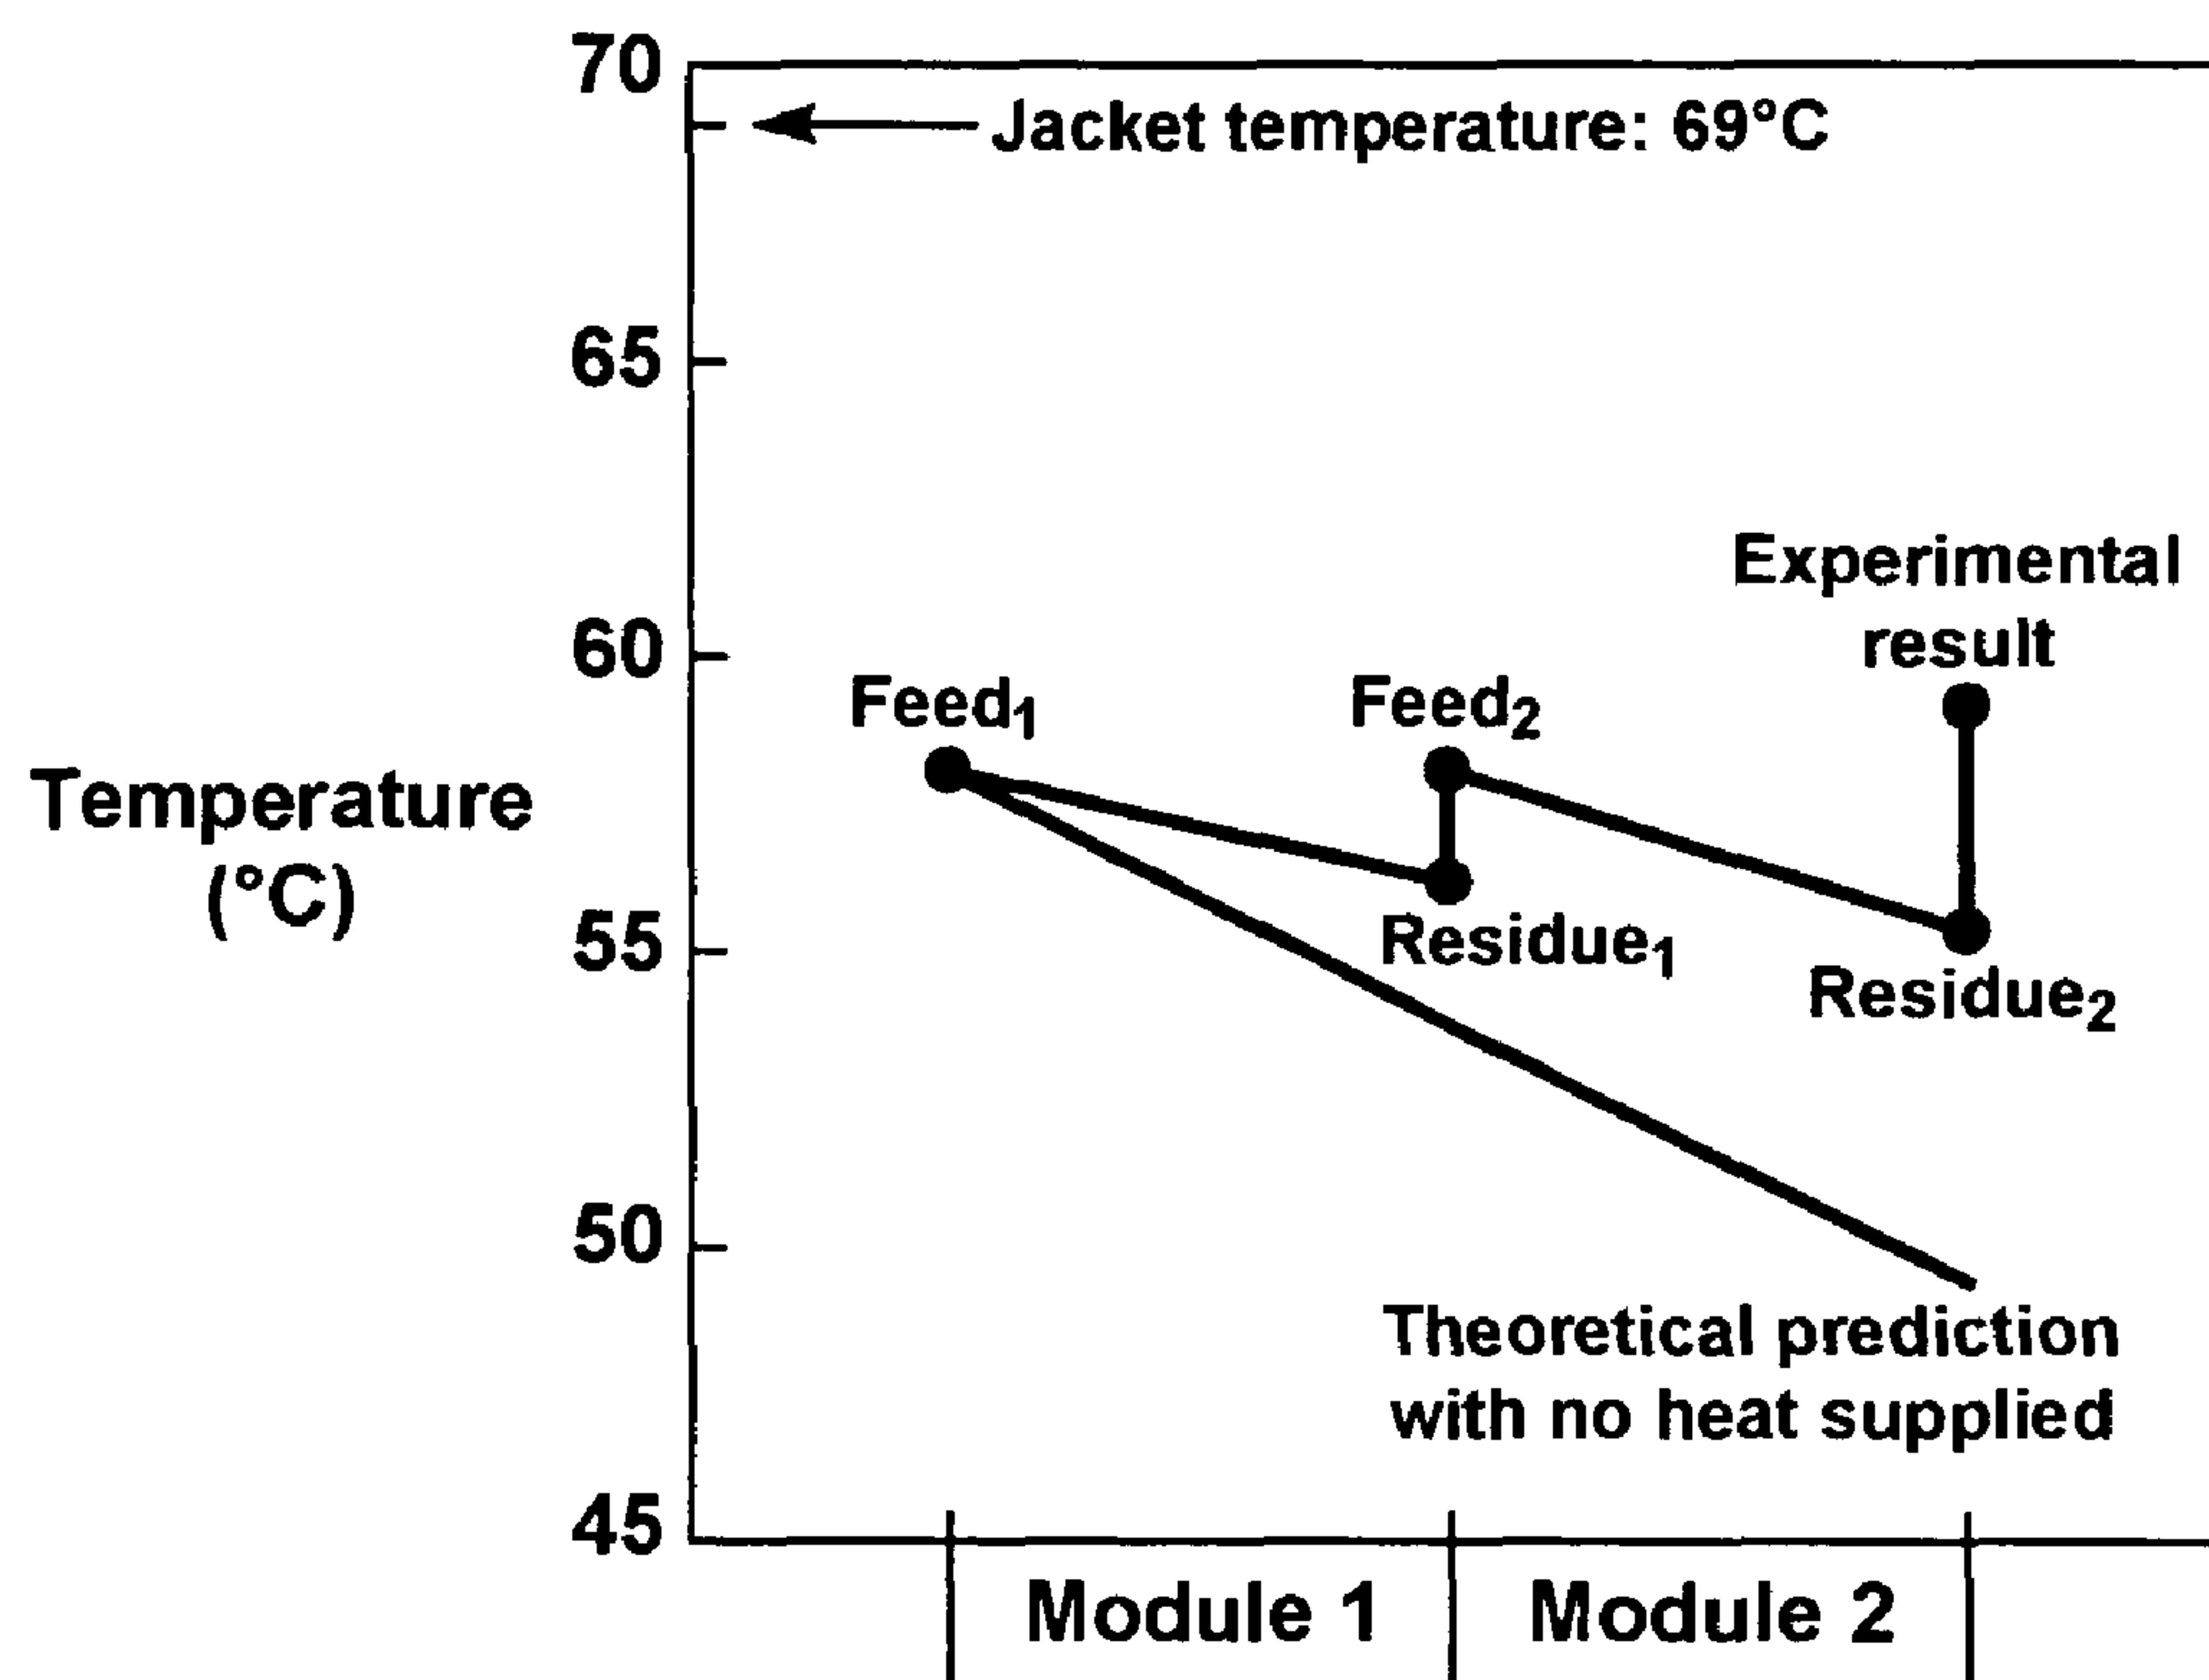 70
Jacket temperature: 69°C
65
Experimental
result
60
Feed₁
Feed₂
Temperature
(°C)
55
Residue₁
Residue₂
50
Theoretical prediction
with no heat supplied
45
Module 1
Module 2